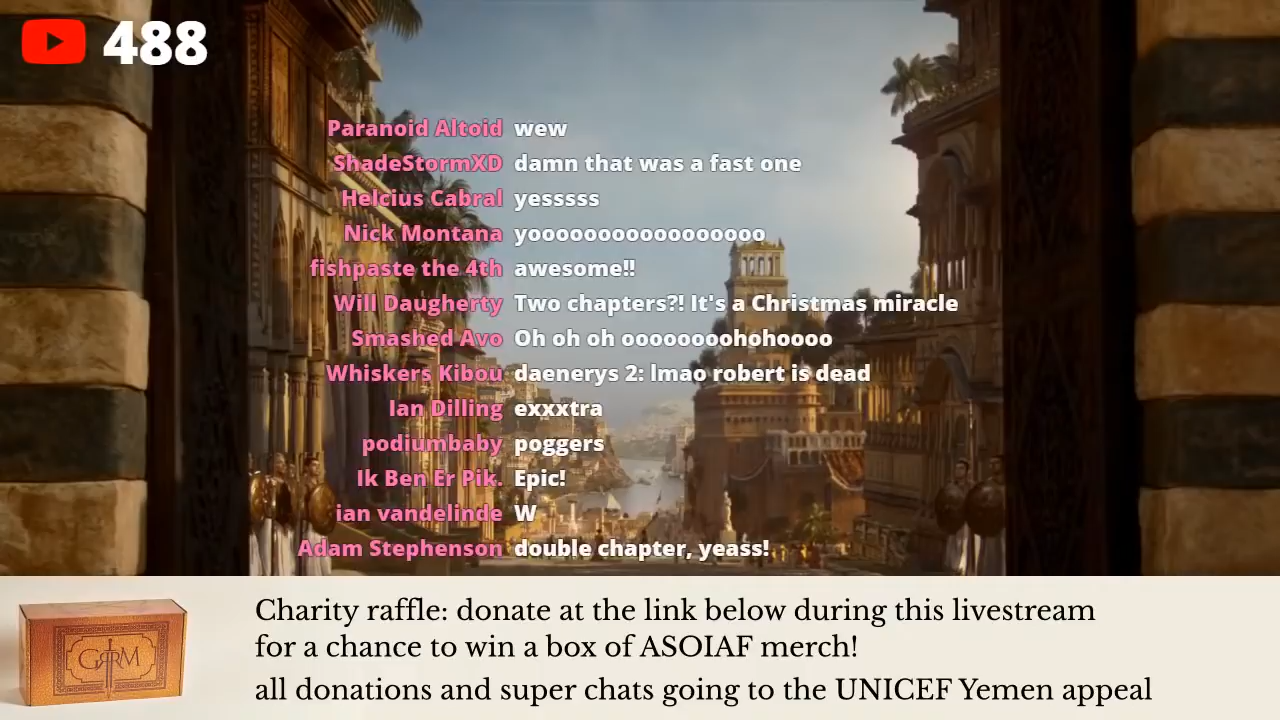 488
Paranoid Altoid wew
ShadeStormXD damn that was a fast one
Helcius Cabral yesssss
Nick Montana yooooooooooooooooo
fishpaste the 4th awesome!!
Will Daugherty Two chapters?! It's a Christmas miracle
Smashed Avo Oh oh oh oooooooohohoooo
Whiskers Kibou daenerys 2: lmao robert is dead
Ian Dilling exxxtra
podiumbaby poggers
Ik Ben Er Pik. Epic!
ian vandelinde W
Adam Stephenson double chapter, yeass!
Charity raffle: donate at the link below during this livestream
for a chance to win a box of ASOIAF merch!
all donations and super chats going to the UNICEF Yemen appeal
GRRM